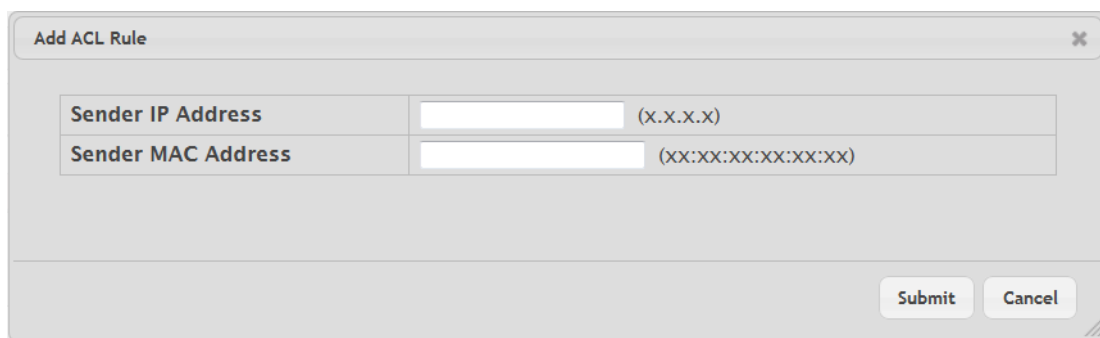 Add ACL Rule
Sender IP Address (x.x.x.x)
Sender MAC Address (xx:xx:xx:xx:xx:xx)
Submit Cancel